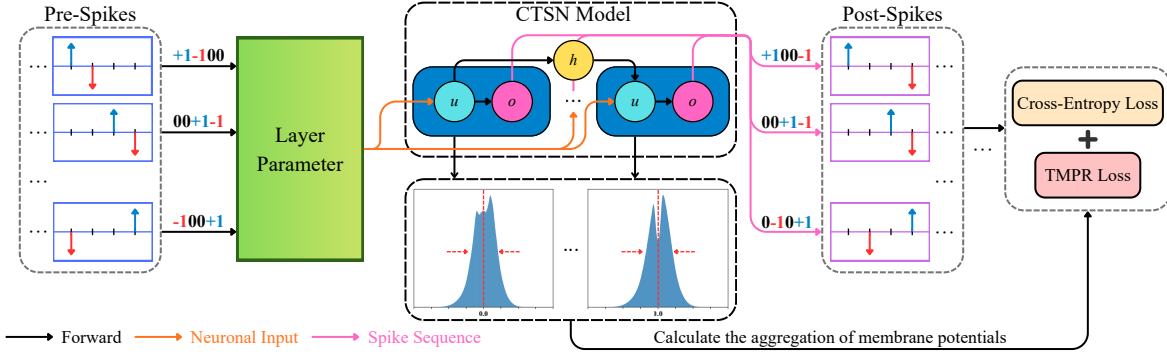 Pre-Spikes
CTSN Model
Post-Spikes
+1-100
00+1-1
-100+1
...
...
...
...
Layer
Parameter
h
u
o
...
u
o
0.0
...
1.0
+100-1
00+1-1
0-10+1
...
...
...
...
...
Cross-Entropy Loss
+
TMPR Loss
Forward
Neuronal Input
Spike Sequence
Calculate the aggregation of membrane potentials